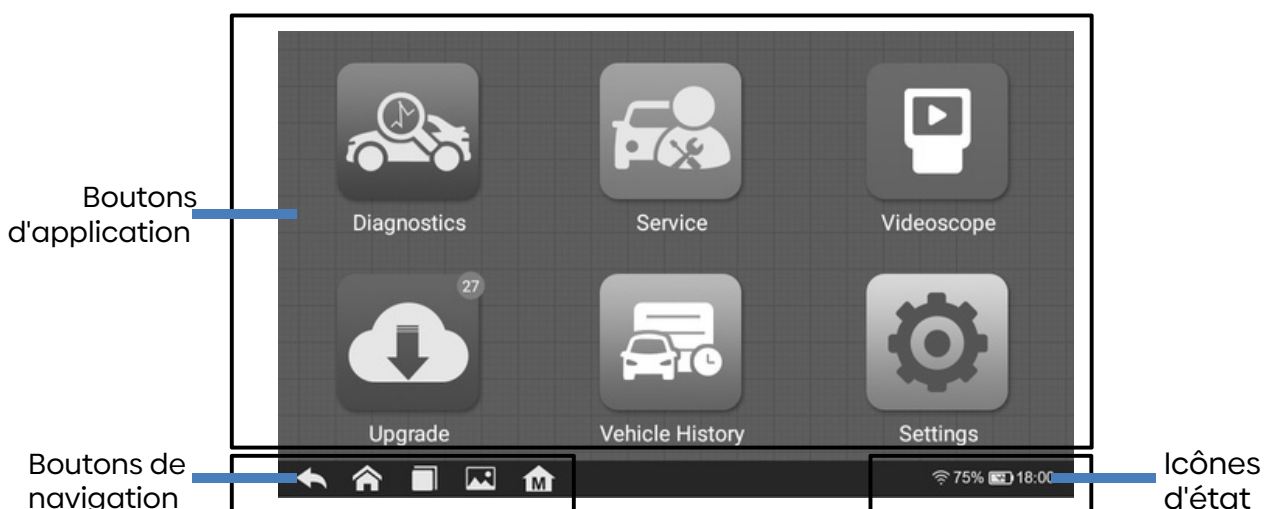 Diagnostics
Service
Videoscope
Boutons
d'application
27
Upgrade
Vehicle History
Settings
Boutons de
navigation
M
75% 18:00
Icônes
d'état